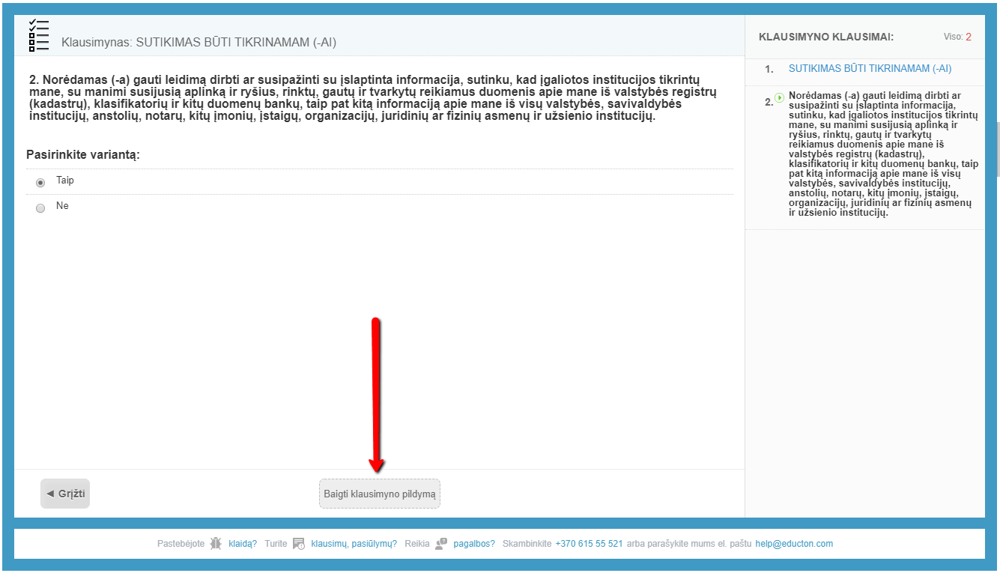 Klausimynas: SUTIKIMAS BŪTI TIKRINAMAM (-AI)
2. Norėdamas (-a) gauti leidimą dirbti ar susipažinti su įslaptinta informacija, sutinku, kad įgaliotos institucijos tikrintų
mane, su manimi susijusią aplinką ir ryšius, rinktų, gautų ir tvarkytų reikiamus duomenis apie mane iš valstybės registrų
(kadastrų), klasifikatorių ir kitų duomenų bankų, taip pat kitą informaciją apie mane iš visų valstybės, savivaldybės
institucijų, anstolių, notarų, kitų įmonių, įstaigų, organizacijų, juridinių ar fizinių asmenų ir užsienio institucijų.
Pasirinkite variantą:
Taip
Ne
◄ Grįžti
Baigti klausimyno pildymą
KLAUSIMYNO KLAUSIMAI: Viso: 2
1. SUTIKIMAS BŪTI TIKRINAMAM (-AI)
2. Norėdamas (-a) gauti leidimą dirbti ar
susipažinti su įslaptinta informacija,
sutinku, kad įgaliotos institucijos tikrintų
mane, su manimi susijusią aplinką ir
ryšius, rinktų, gautų ir tvarkytų
reikiamus duomenis apie mane iš
valstybės registrų (kadastrų),
klasifikatorių ir kitų duomenų bankų, taip
pat kitą informaciją apie mane iš visų
valstybės, savivaldybės institucijų,
anstolių, notarų, kitų įmonių, įstaigų,
organizacijų, juridinių ar fizinių asmenų
ir užsienio institucijų.
Pastebėjote klaidą? Turite klausimų, pasiūlymų? Reikia pagalbos? Skambinkite +370 615 55 521 arba parašykite mums el. paštu help@educton.com